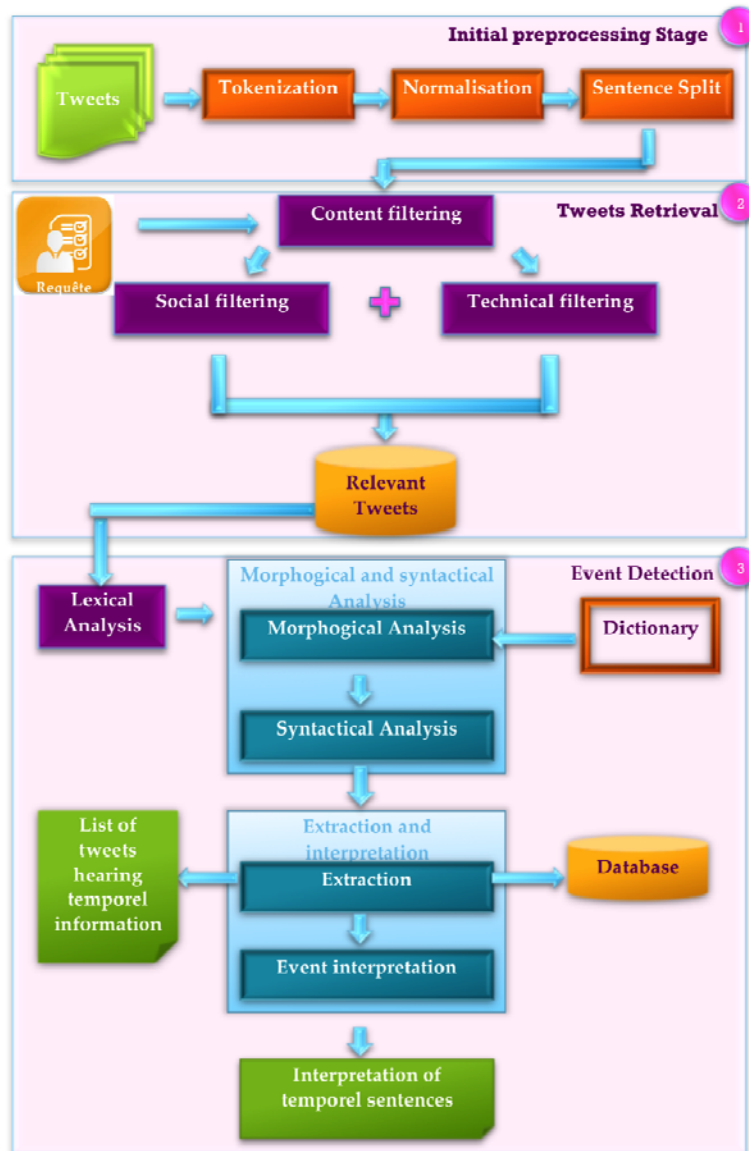 Initial preprocessing Stage
1
Tweets
Tokenization
Normalisation
Sentence Split
Tweets Retrieval
2
Requête
Content filtering
Social filtering
Technical filtering
Relevant
Tweets
Event Detection
3
Lexical
Analysis
Morphogical and syntactical
Analysis
Morphogical Analysis
Dictionary
Syntactical Analysis
List of
tweets
hearing
temporel
information
Extraction and
interpretation
Extraction
Database
Event interpretation
Interpretation of
temporel sentences